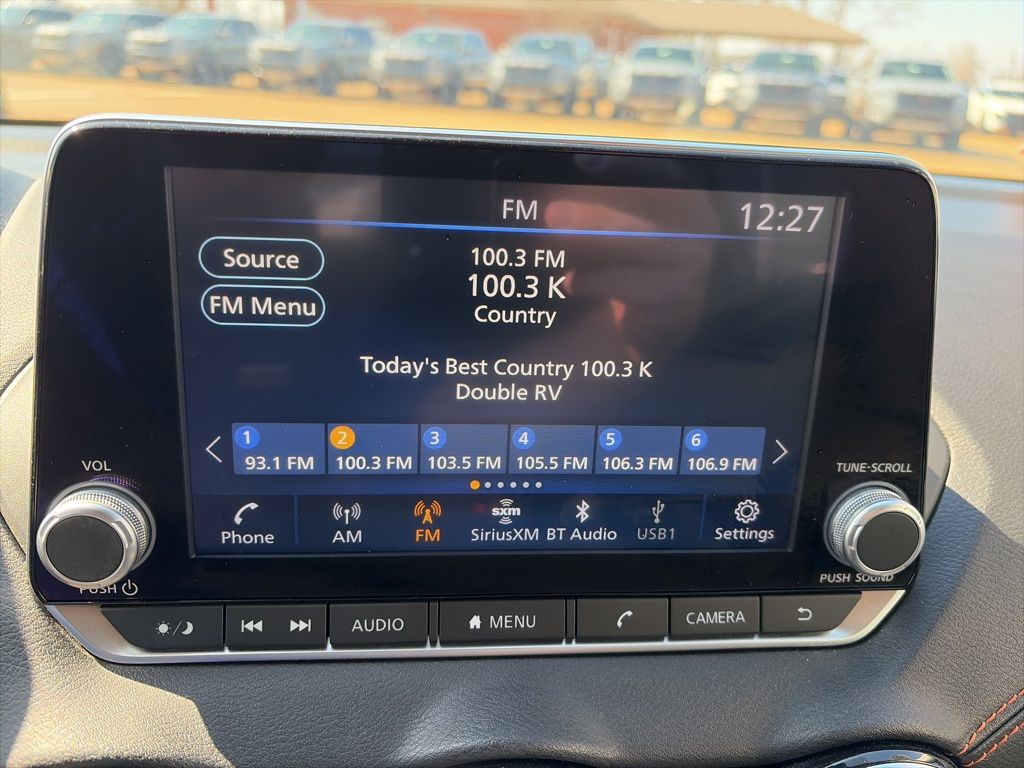 FM
12:27
Source
FM Menu
100.3 FM
100.3 K
Country
Today's Best Country 100.3 K
Double RV
1 2 3 4 5 6
93.1 FM 100.3 FM 103.5 FM 105.5 FM 106.3 FM 106.9 FM
sxm
Phone AM FM SiriusXM BT Audio USB1 Settings
VOL
PUSH
TUNE·SCROLL
PUSH SOUND
AUDIO MENU CAMERA